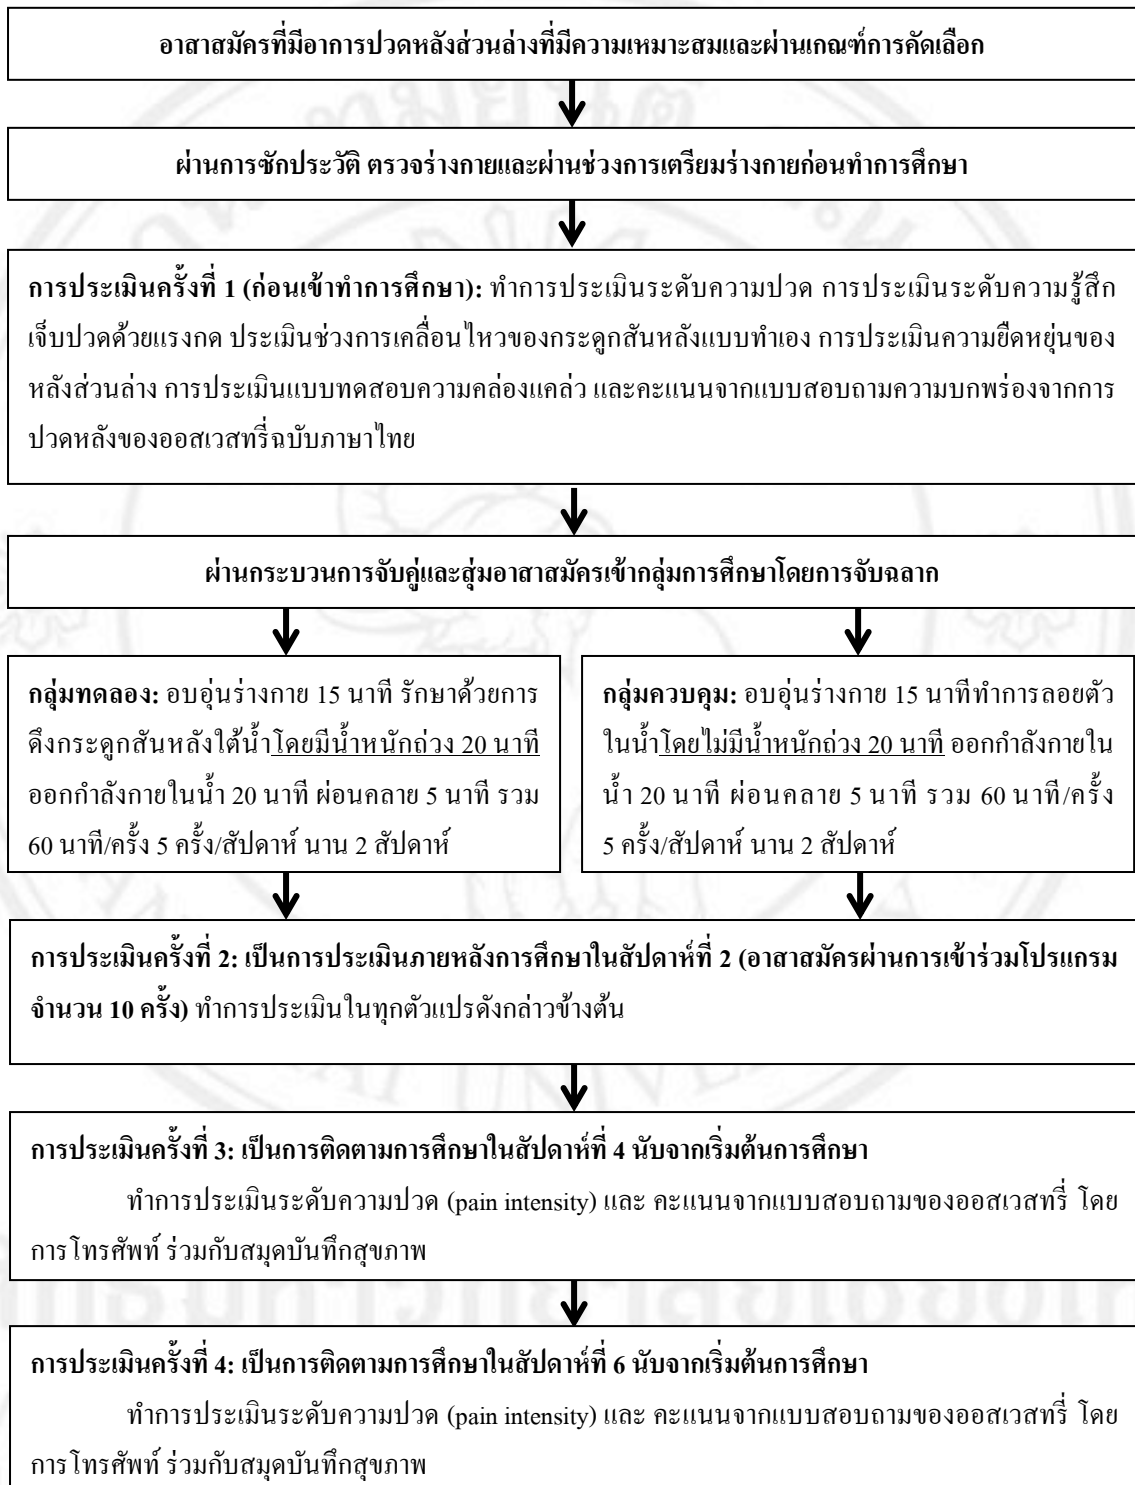 อาสาสมัครที่มีอาการปวดหลังส่วนล่างที่มีความเหมาะสมและผ่านเกณฑ์การคัดเลือก
ผ่านการซักประวัติ ตรวจร่างกายและผ่านช่วงการเตรียมร่างกายก่อนทำการศึกษา
การประเมินครั้งที่ 1 (ก่อนเข้าทำการศึกษา): ทำการประเมินระดับความปวด การประเมินระดับความรู้สึก
เจ็บปวดด้วยแรงกด ประเมินช่วงการเคลื่อนไหวของกระดูกสันหลังแบบทำเอง การประเมินความยืดหยุ่นของ
หลังส่วนล่าง การประเมินแบบทดสอบความคล่องแคล่ว และคะแนนจากแบบสอบถามความบกพร่องจากการ
ปวดหลังของออสเวสทรี่ฉบับภาษาไทย
ผ่านกระบวนการจับคู่และสุ่มอาสาสมัครเข้ากลุ่มการศึกษาโดยการจับฉลาก
กลุ่มทดลอง: อบอุ่นร่างกาย 15 นาที รักษาด้วยการ
ดึงกระดูกสันหลังใต้น้ำโดยมีน้ำหนักถ่วง 20 นาที
ออกกำลังกายในน้ำ 20 นาที ผ่อนคลาย 5 นาที รวม
60 นาที/ครั้ง 5 ครั้ง/สัปดาห์ นาน 2 สัปดาห์
กลุ่มควบคุม: อบอุ่นร่างกาย 15 นาทีทำการลอยตัว
ในน้ำโดยไม่มีน้ำหนักถ่วง 20 นาที ออกกำลังกายใน
น้ำ 20 นาที ผ่อนคลาย 5 นาที รวม 60 นาที/ครั้ง
5 ครั้ง/สัปดาห์ นาน 2 สัปดาห์
การประเมินครั้งที่ 2: เป็นการประเมินภายหลังการศึกษาในสัปดาห์ที่ 2 (อาสาสมัครผ่านการเข้าร่วมโปรแกรม
จำนวน 10 ครั้ง) ทำการประเมินในทุกตัวแปรดังกล่าวข้างต้น
การประเมินครั้งที่ 3: เป็นการติดตามการศึกษาในสัปดาห์ที่ 4 นับจากเริ่มต้นการศึกษา
ทำการประเมินระดับความปวด (pain intensity) และ คะแนนจากแบบสอบถามของออสเวสทรี่ โดย
การโทรศัพท์ ร่วมกับสมุดบันทึกสุขภาพ
การประเมินครั้งที่ 4: เป็นการติดตามการศึกษาในสัปดาห์ที่ 6 นับจากเริ่มต้นการศึกษา
ทำการประเมินระดับความปวด (pain intensity) และ คะแนนจากแบบสอบถามของออสเวสทรี่ โดย
การโทรศัพท์ ร่วมกับสมุดบันทึกสุขภาพ